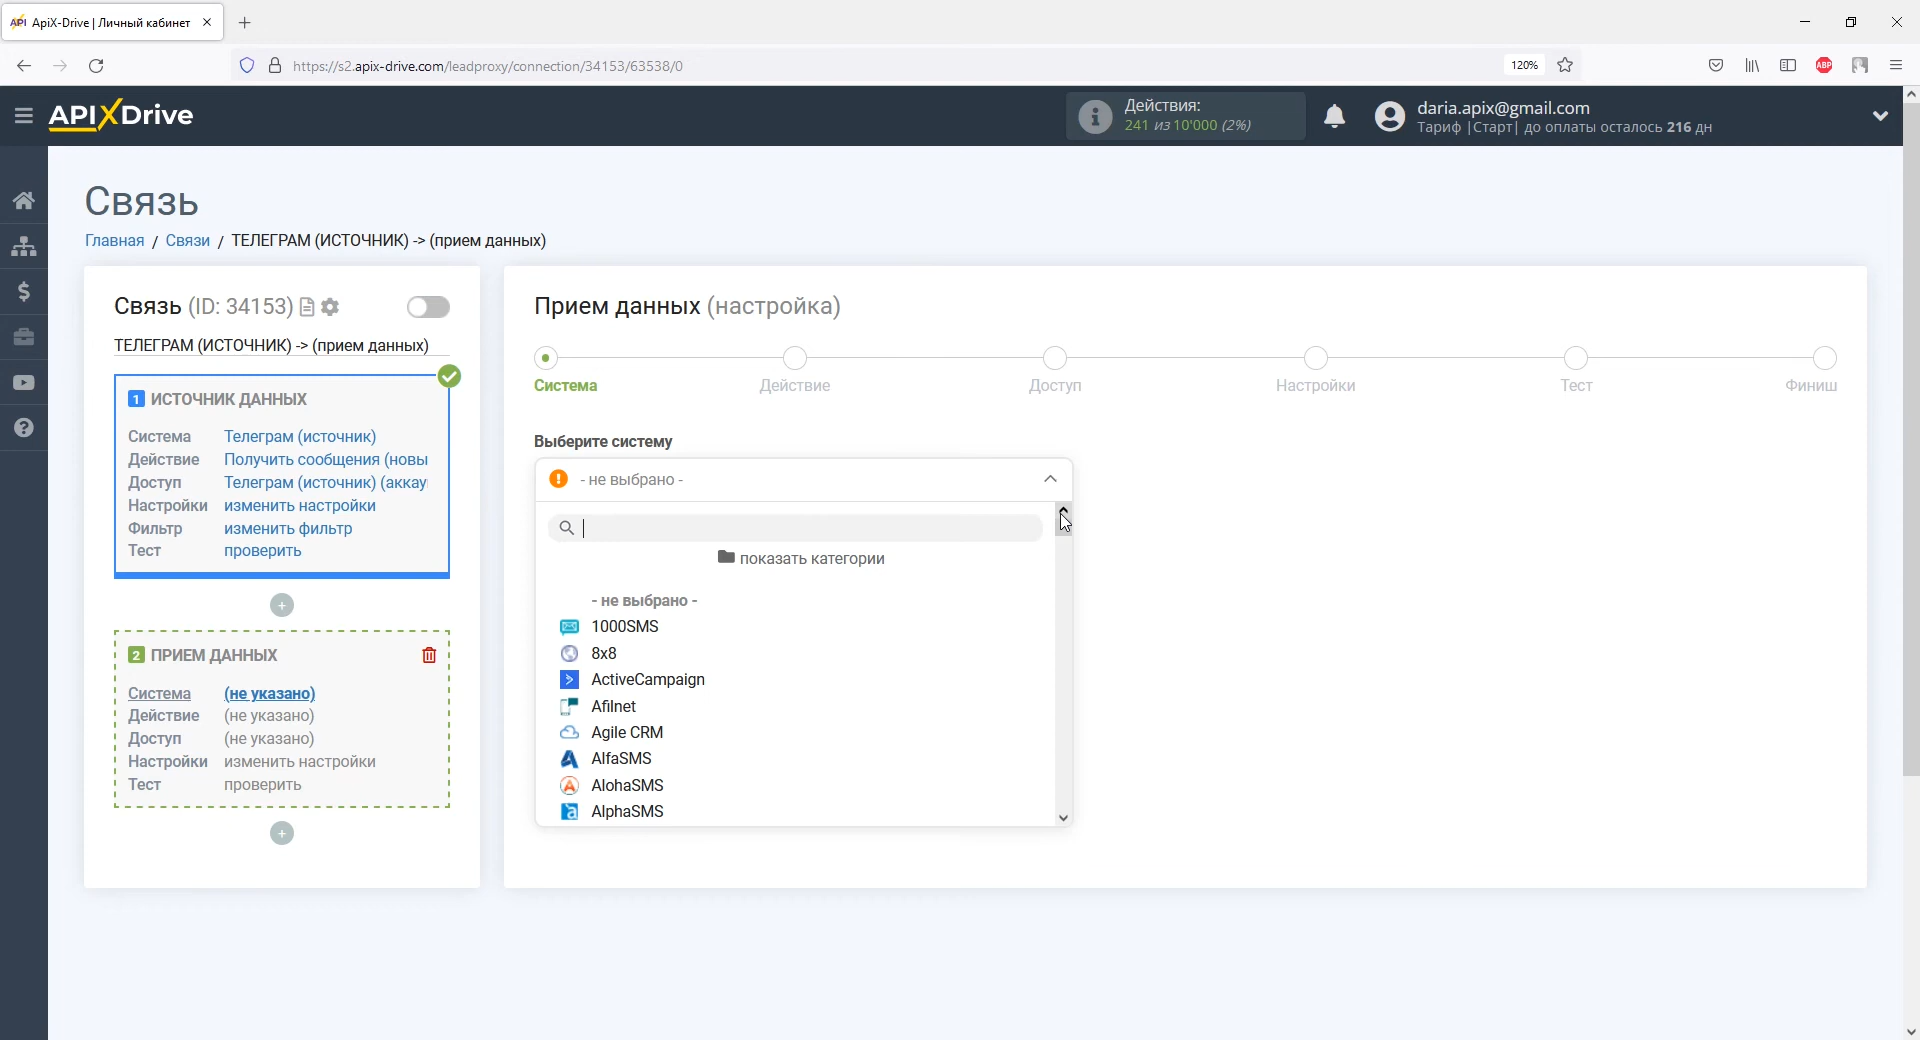 API ApiX-Drive | Личный кабинет
https://s2.apix-drive.com/leadproxy/connection/34153/63538/0
120%
ABP
APIXDrive
Действия:
241 из 10'000 (2%)
daria.apix@gmail.com
Тариф |Старт| до оплаты осталось 216 дн
Связь
Главная / Связи / ТЕЛЕГРАМ (ИСТОЧНИК) -> (прием данных)
Связь (ID: 34153)
ТЕЛЕГРАМ (ИСТОЧНИК) -> (прием данных)
1 ИСТОЧНИК ДАННЫХ
Система Телеграм (источник)
Действие Получить сообщения (новы
Доступ Телеграм (источник) (аккау
Настройки изменить настройки
Фильтр изменить фильтр
Тест проверить
2 ПРИЕМ ДАННЫХ
Система (не указано)
Действие (не указано)
Доступ (не указано)
Настройки изменить настройки
Тест проверить
Прием данных (настройка)
Система Действие Доступ Настройки Тест Финиш
Выберите систему
- не выбрано -
показать категории
- не выбрано -
1000SMS
8x8
ActiveCampaign
Afilnet
Agile CRM
AlfaSMS
AlohaSMS
AlphaSMS